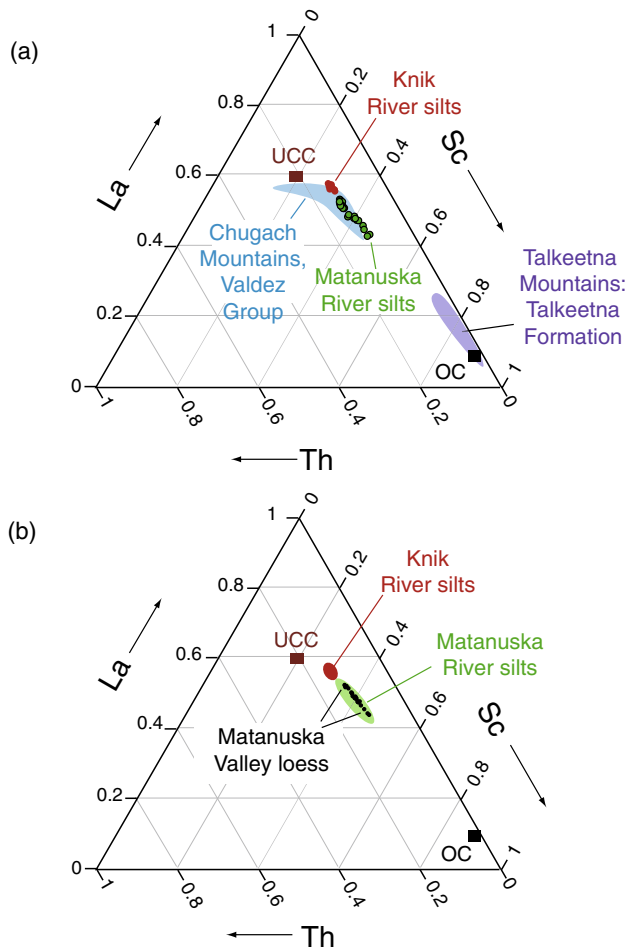 (a)
1
0
0.8
0.2
Knik
River silts
Sc
UCC
0.6
0.4
La
0.4
0.6
Chugach
Mountains,
Valdez
Group
Matanuska
River silts
Talkeetna
Mountains:
Talkeetna
Formation
0.2
0.8
OC
0
1
1
0.8
0.6
0.4
0.2
0
Th
(b)
1
0
0.8
0.2
Knik
River silts
UCC
0.6
0.4
Matanuska
River silts
La
0.4
0.6
Sc
Matanuska
Valley loess
0.2
0.8
OC
0
1
1
0.8
0.6
0.4
0.2
0
Th